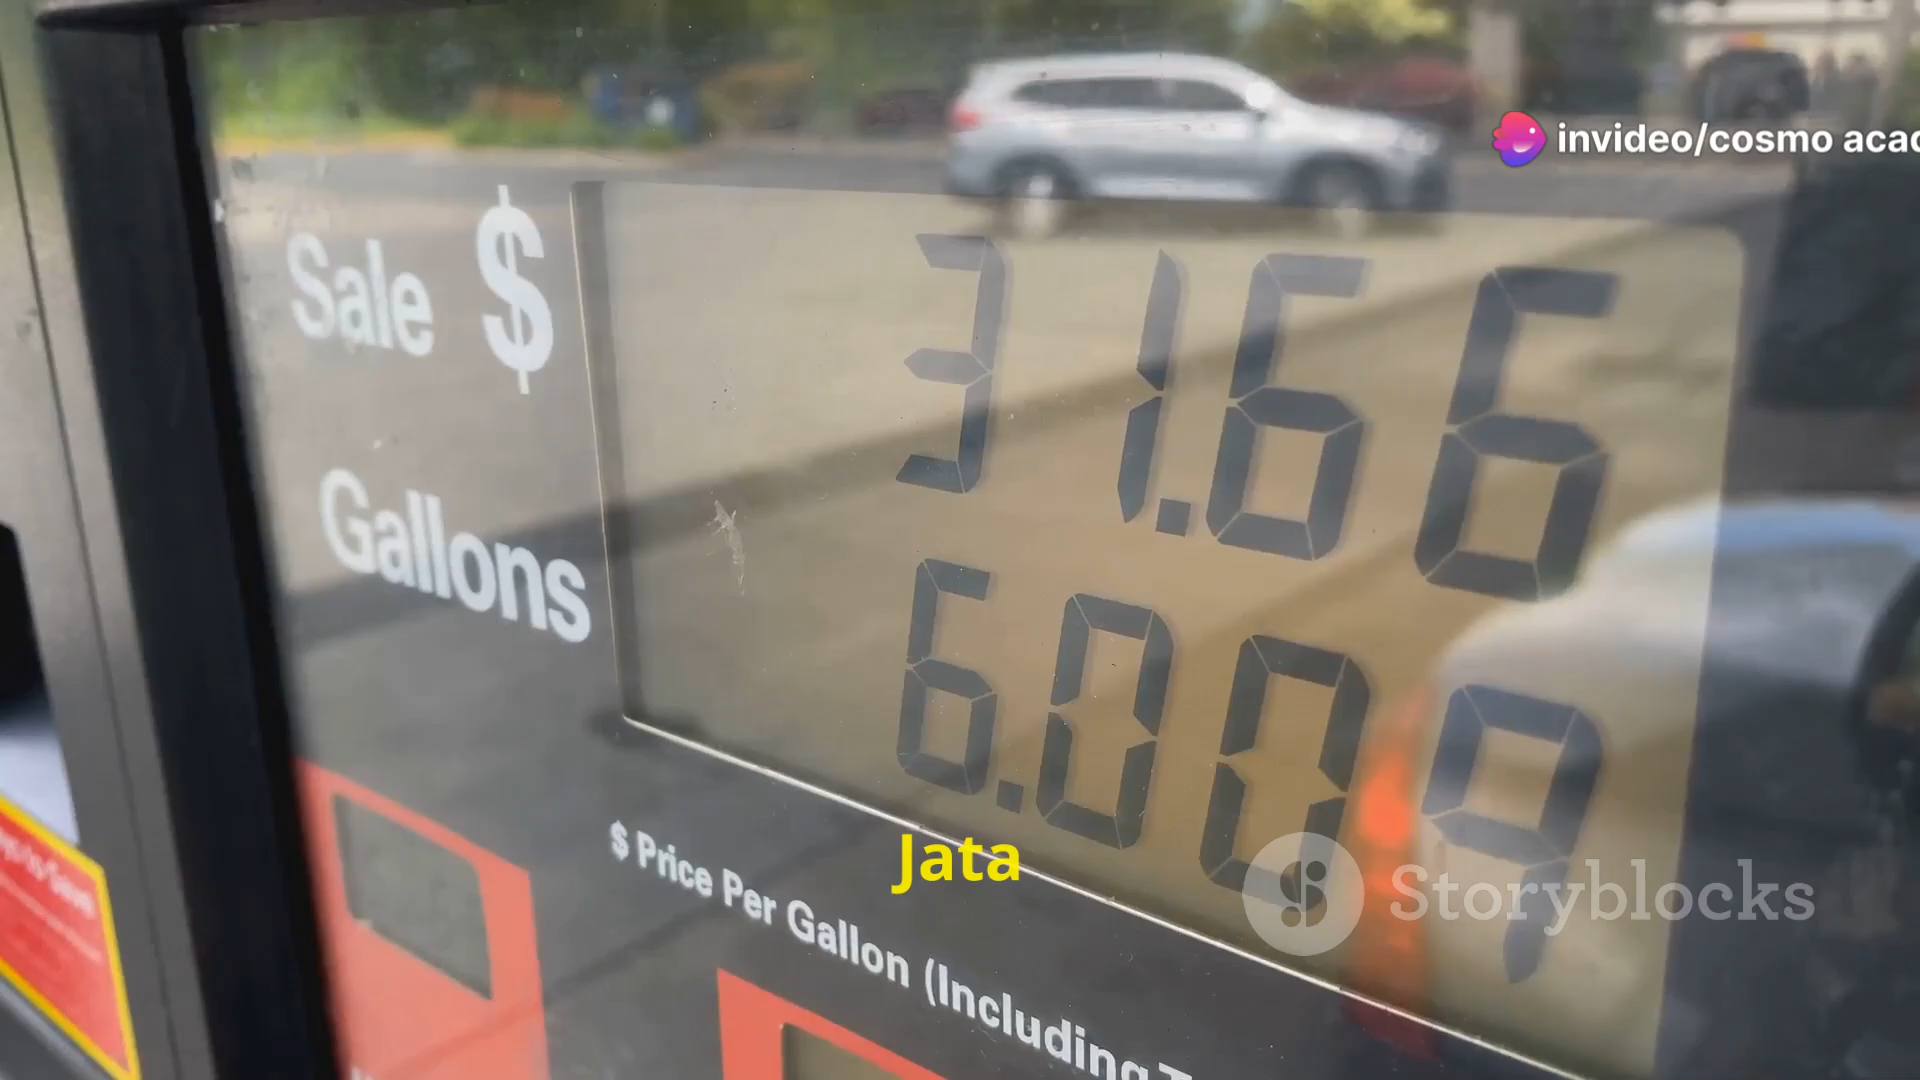 invideo/cosmo acac
Sale $ 31.66
Gallons 6.009
Jata
Storyblocks
$ Price Per Gallon (Including T